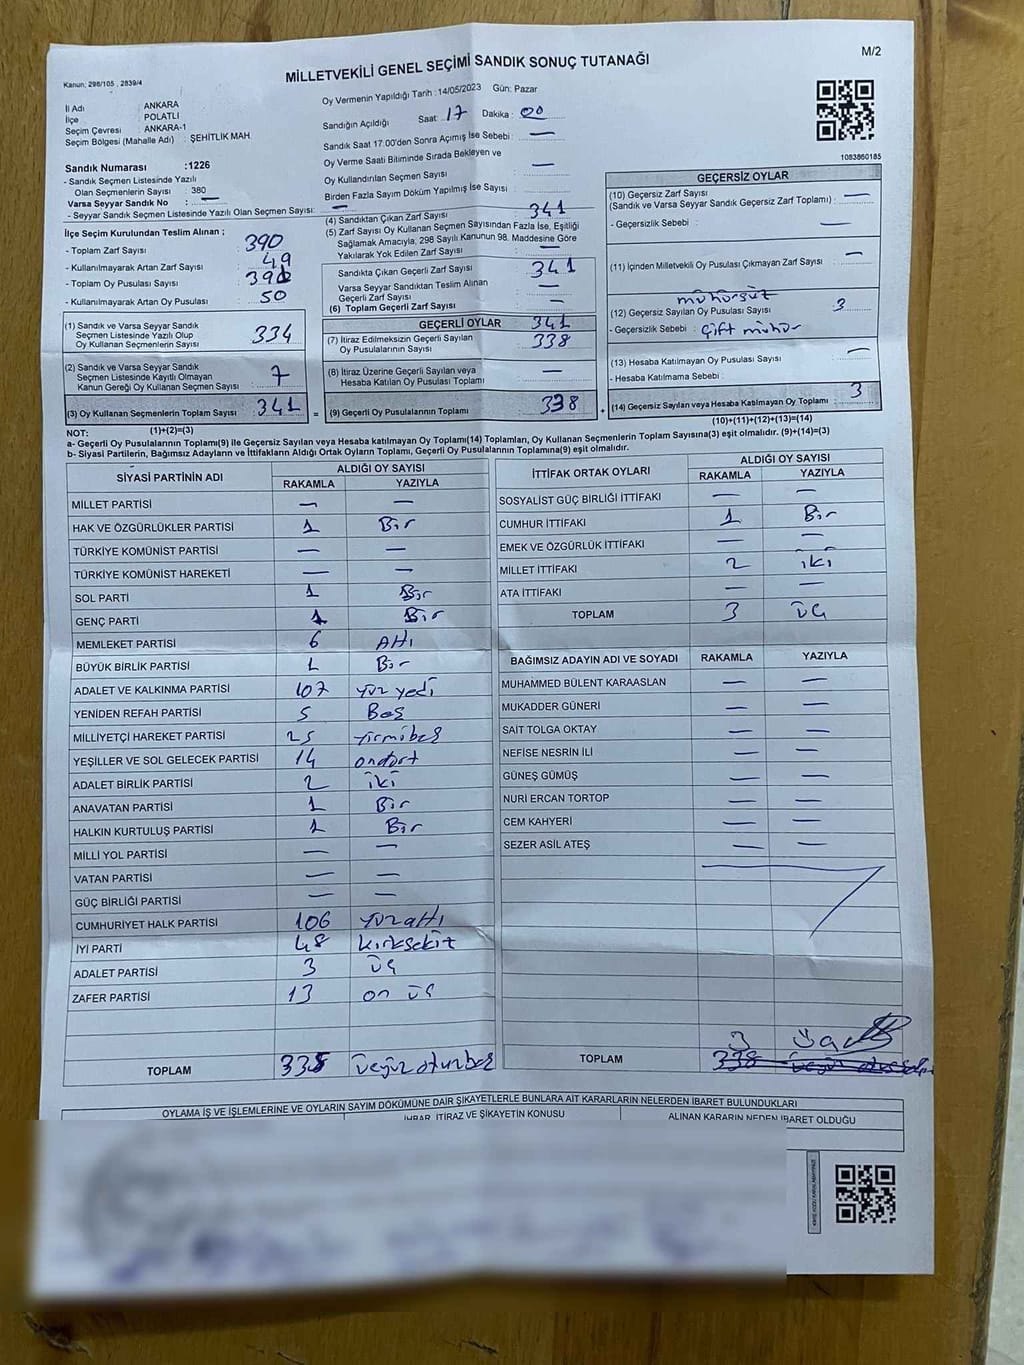 M/2
Kanun: 298/105 , 2839/4
MİLLETVEKİLİ GENEL SEÇİMİ SANDIK SONUÇ TUTANAĞI
İl Adı ANKARA
İlçe POLATLI
Seçim Çevresi ANKARA-1
Seçim Bölgesi (Mahalle Adı) : ŞEHİTLİK MAH.
Sandık Numarası :1226
- Sandık Seçmen Listesinde Yazılı
Olan Seçmenlerin Sayısı : 380
Varsa Seyyar Sandık No : —
- Seyyar Sandık Seçmen Listesinde Yazılı Olan Seçmen Sayısı: —
İlçe Seçim Kurulundan Teslim Alınan ;
- Toplam Zarf Sayısı 390
- Kullanılmayarak Artan Zarf Sayısı 49
- Toplam Oy Pusulası Sayısı
- Kullanılmayarak Artan Oy Pusulası 50
(1) Sandık ve Varsa Seyyar Sandık
Seçmen Listesinde Yazılı Olup
Oy Kullanan Seçmenlerin Sayısı 334
(2) Sandık ve Varsa Seyyar Sandık
Seçmen Listesinde Kayıtlı Olmayan
Kanun Gereği Oy Kullanan Seçmen Sayısı 7
(3) Oy Kullanan Seçmenlerin Toplam Sayısı 341 =
(1)+(2)=(3)
Oy Vermenin Yapıldığı Tarih : 14/05/2023 Gün: Pazar
Sandığın Açıldığı Saat : 17 Dakika : 00
Sandık Saat 17.00'den Sonra Açımış İse Sebebi : —
Oy Verme Saati Bitiminde Sırada Bekleyen ve
Oy Kullandırılan Seçmen Sayısı —
Birden Fazla Sayım Döküm Yapılmış İse Sayısı :
(4) Sandıktan Çıkan Zarf Sayısı 341
(5) Zarf Sayısı Oy Kullanan Seçmen Sayısından Fazla İse, Eşitliği
Sağlamak Amacıyla, 298 Sayılı Kanunun 98. Maddesine Göre
Yakılarak Yok Edilen Zarf Sayısı —
Sandıkta Çıkan Geçerli Zarf Sayısı 341
Varsa Seyyar Sandıktan Teslim Alınan
Geçerli Zarf Sayısı —
(6) Toplam Geçerli Zarf Sayısı —
GEÇERLİ OYLAR 341
(7) İtiraz Edilmeksizin Geçerli Sayılan
Oy Pusulalarının Sayısı 338
(8) İtiraz Üzerine Geçerli Sayılan veya
Hesaba Katılan Oy Pusulası Toplamı —
(9) Geçerli Oy Pusulalarının Toplamı 338 +
1083860185
GEÇERSİZ OYLAR
(10) Geçersiz Zarf Sayısı
(Sandık ve Varsa Seyyar Sandık Geçersiz Zarf Toplamı) : —
- Geçersizlik Sebebi : —
(11) İçinden Milletvekili Oy Pusulası Çıkmayan Zarf Sayısı —
mühürsüz
(12) Geçersiz Sayılan Oy Pusulası Sayısı 3
- Geçersizlik Sebebi : Çift mühür
(13) Hesaba Katılmayan Oy Pusulası Sayısı —
- Hesaba Katılmama Sebebi :
(14) Geçersiz Sayılan veya Hesaba Katılmayan Oy Toplamı : 3
(10)+(11)+(12)+(13)=(14)
NOT:
a- Geçerli Oy Pusulalarının Toplamı(9) ile Geçersiz Sayılan veya Hesaba katılmayan Oy Toplamı(14) Toplamları, Oy Kullanan Seçmenlerin Toplam Sayısına(3) eşit olmalıdır. (9)+(14)=(3)
b- Siyasi Partilerin, Bağımsız Adayların ve İttifakların Aldığı Ortak Oyların Toplamı, Geçerli Oy Pusulalarının Toplamına(9) eşit olmalıdır.
SİYASİ PARTİNİN ADI ALDIĞI OY SAYISI
RAKAMLA YAZIYLA
MİLLET PARTİSİ — —
HAK VE ÖZGÜRLÜKLER PARTİSİ 1 Bir
TÜRKİYE KOMÜNİST PARTİSİ — —
TÜRKİYE KOMÜNİST HAREKETİ — —
SOL PARTİ 1 Bir
GENÇ PARTİ 1 Bir
MEMLEKET PARTİSİ 6 Altı
BÜYÜK BİRLİK PARTİSİ 1 Bir
ADALET VE KALKINMA PARTİSİ 107 yüz yedi
YENİDEN REFAH PARTİSİ 5 Beş
MİLLİYETÇİ HAREKET PARTİSİ 25 yirmibeş
YEŞİLLER VE SOL GELECEK PARTİSİ 14 ondört
ADALET BİRLİK PARTİSİ 2 iki
ANAVATAN PARTİSİ 1 Bir
HALKIN KURTULUŞ PARTİSİ 1 Bir
MİLLİ YOL PARTİSİ — —
VATAN PARTİSİ — —
GÜÇ BİRLİĞİ PARTİSİ — —
CUMHURİYET HALK PARTİSİ 106 yüzaltı
İYİ PARTİ 48 kırksekiz
ADALET PARTİSİ 3 üç
ZAFER PARTİSİ 13 on üç
TOPLAM 335 üçyüz otuzbeş
İTTİFAK ORTAK OYLARI ALDIĞI OY SAYISI
RAKAMLA YAZIYLA
SOSYALİST GÜÇ BİRLİĞİ İTTİFAKI — —
CUMHUR İTTİFAKI 1 Bir
EMEK VE ÖZGÜRLÜK İTTİFAKI — —
MİLLET İTTİFAKI 2 iki
ATA İTTİFAKI — —
TOPLAM 3 üç
BAĞIMSIZ ADAYIN ADI VE SOYADI RAKAMLA YAZIYLA
MUHAMMED BÜLENT KARAASLAN — —
MUKADDER GÜNERİ — —
SAİT TOLGA OKTAY — —
NEFİSE NESRİN İLİ — —
GÜNEŞ GÜMÜŞ — —
NURİ ERCAN TORTOP — —
CEM KAHYERİ — —
SEZER ASİL ATEŞ — —
3 üç
TOPLAM 338
OYLAMA İŞ VE İŞLEMLERİNE VE OYLARIN SAYIM DÖKÜMÜNE DAİR ŞİKAYETLERLE BUNLARA AİT KARARLARIN NELERDEN İBARET BULUNDUKLARI
İHBAR, İTİRAZ VE ŞİKAYETİN KONUSU ALINAN KARARIN NEDEN İBARET OLDUĞU